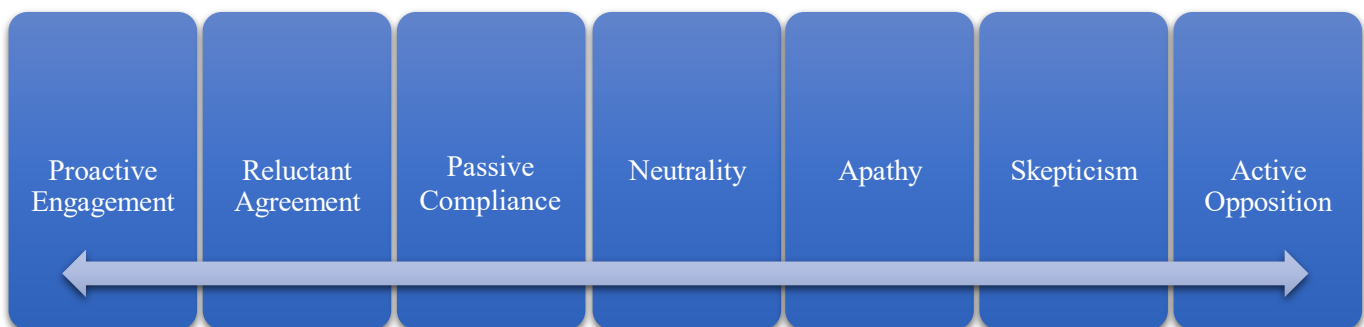 Proactive
Engagement
Reluctant
Agreement
Passive
Compliance
Neutrality
Apathy
Skepticism
Active
Opposition